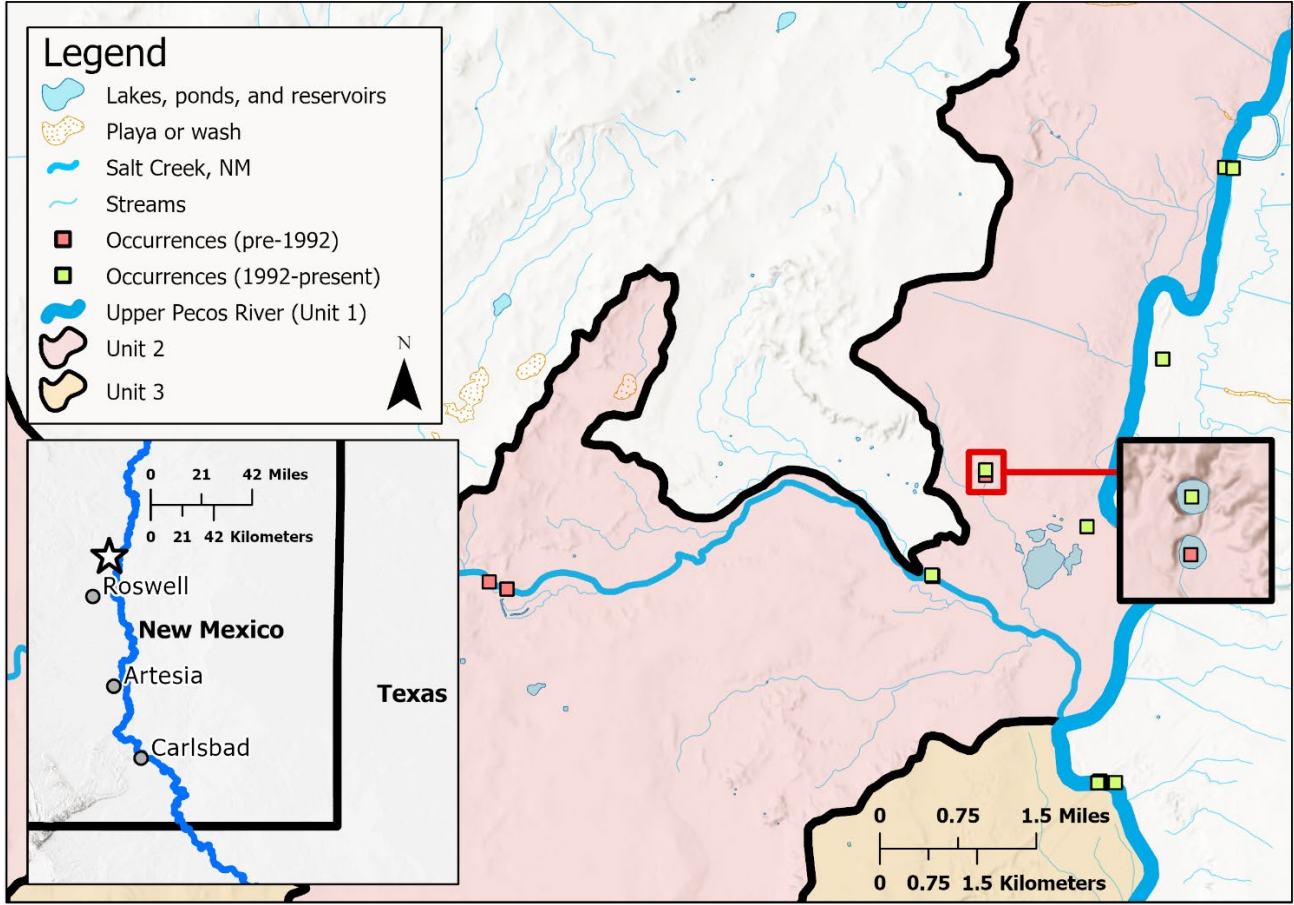 Legend
Lakes, ponds, and reservoirs
Playa or wash
Salt Creek, NM
Streams
Occurrences (pre-1992)
Occurrences (1992-present)
Upper Pecos River (Unit 1)
Unit 2
Unit 3
N
0 21 42 Miles
0 21 42 Kilometers
Roswell
New Mexico
Artesia
Texas
Carlsbad
0 0.75 1.5 Miles
0 0.75 1.5 Kilometers